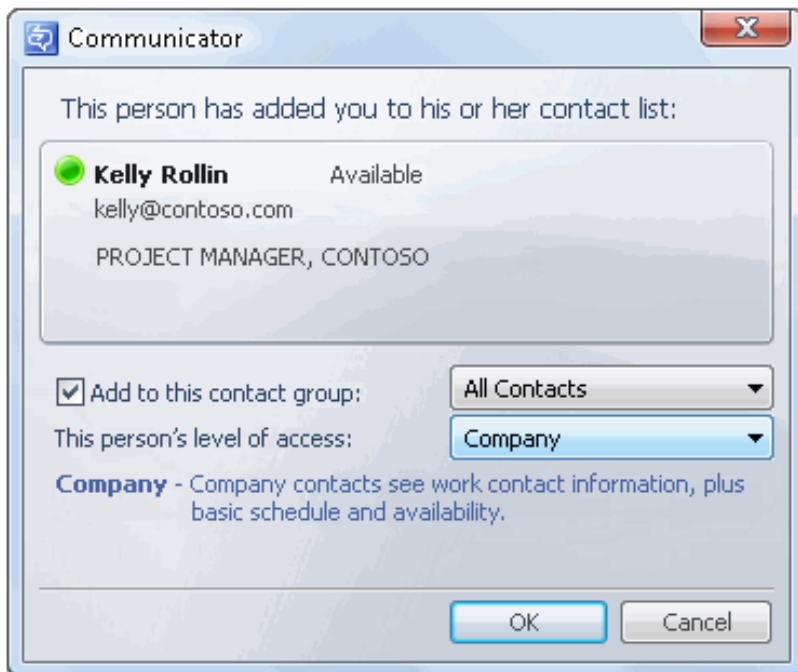 Communicator
This person has added you to his or her contact list:
Kelly Rollin Available
kelly@contoso.com
PROJECT MANAGER, CONTOSO
Add to this contact group: All Contacts
This person's level of access: Company
Company - Company contacts see work contact information, plus
basic schedule and availability.
OK Cancel